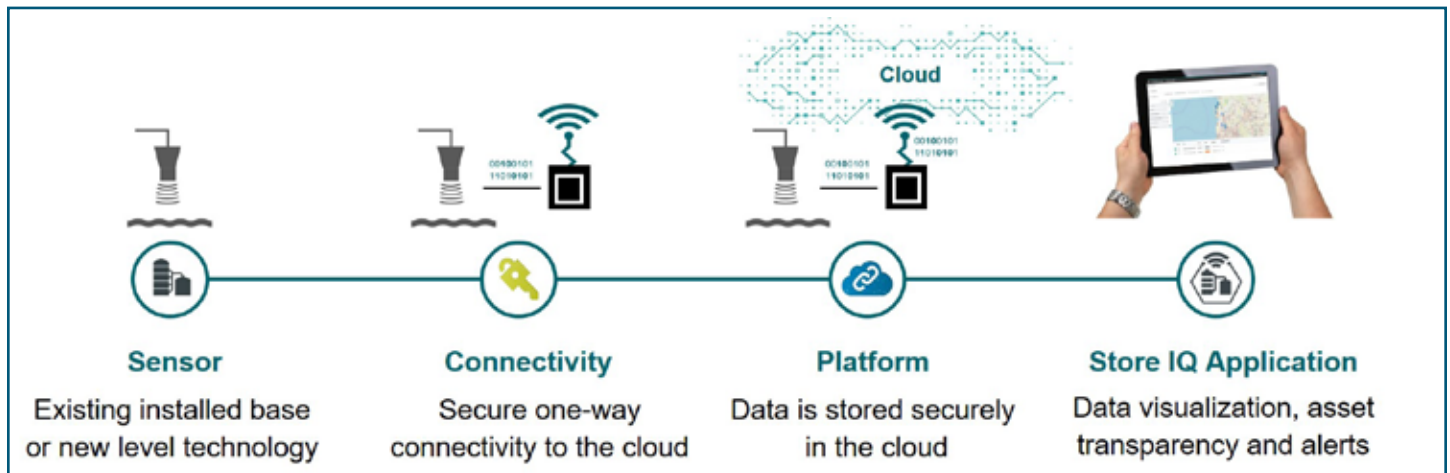 Cloud
00100101
11010101
00100101
11010101
00100101
11010101
Sensor
Existing installed base
or new level technology
Connectivity
Secure one-way
connectivity to the cloud
Platform
Data is stored securely
in the cloud
Store IQ Application
Data visualization, asset
transparency and alerts